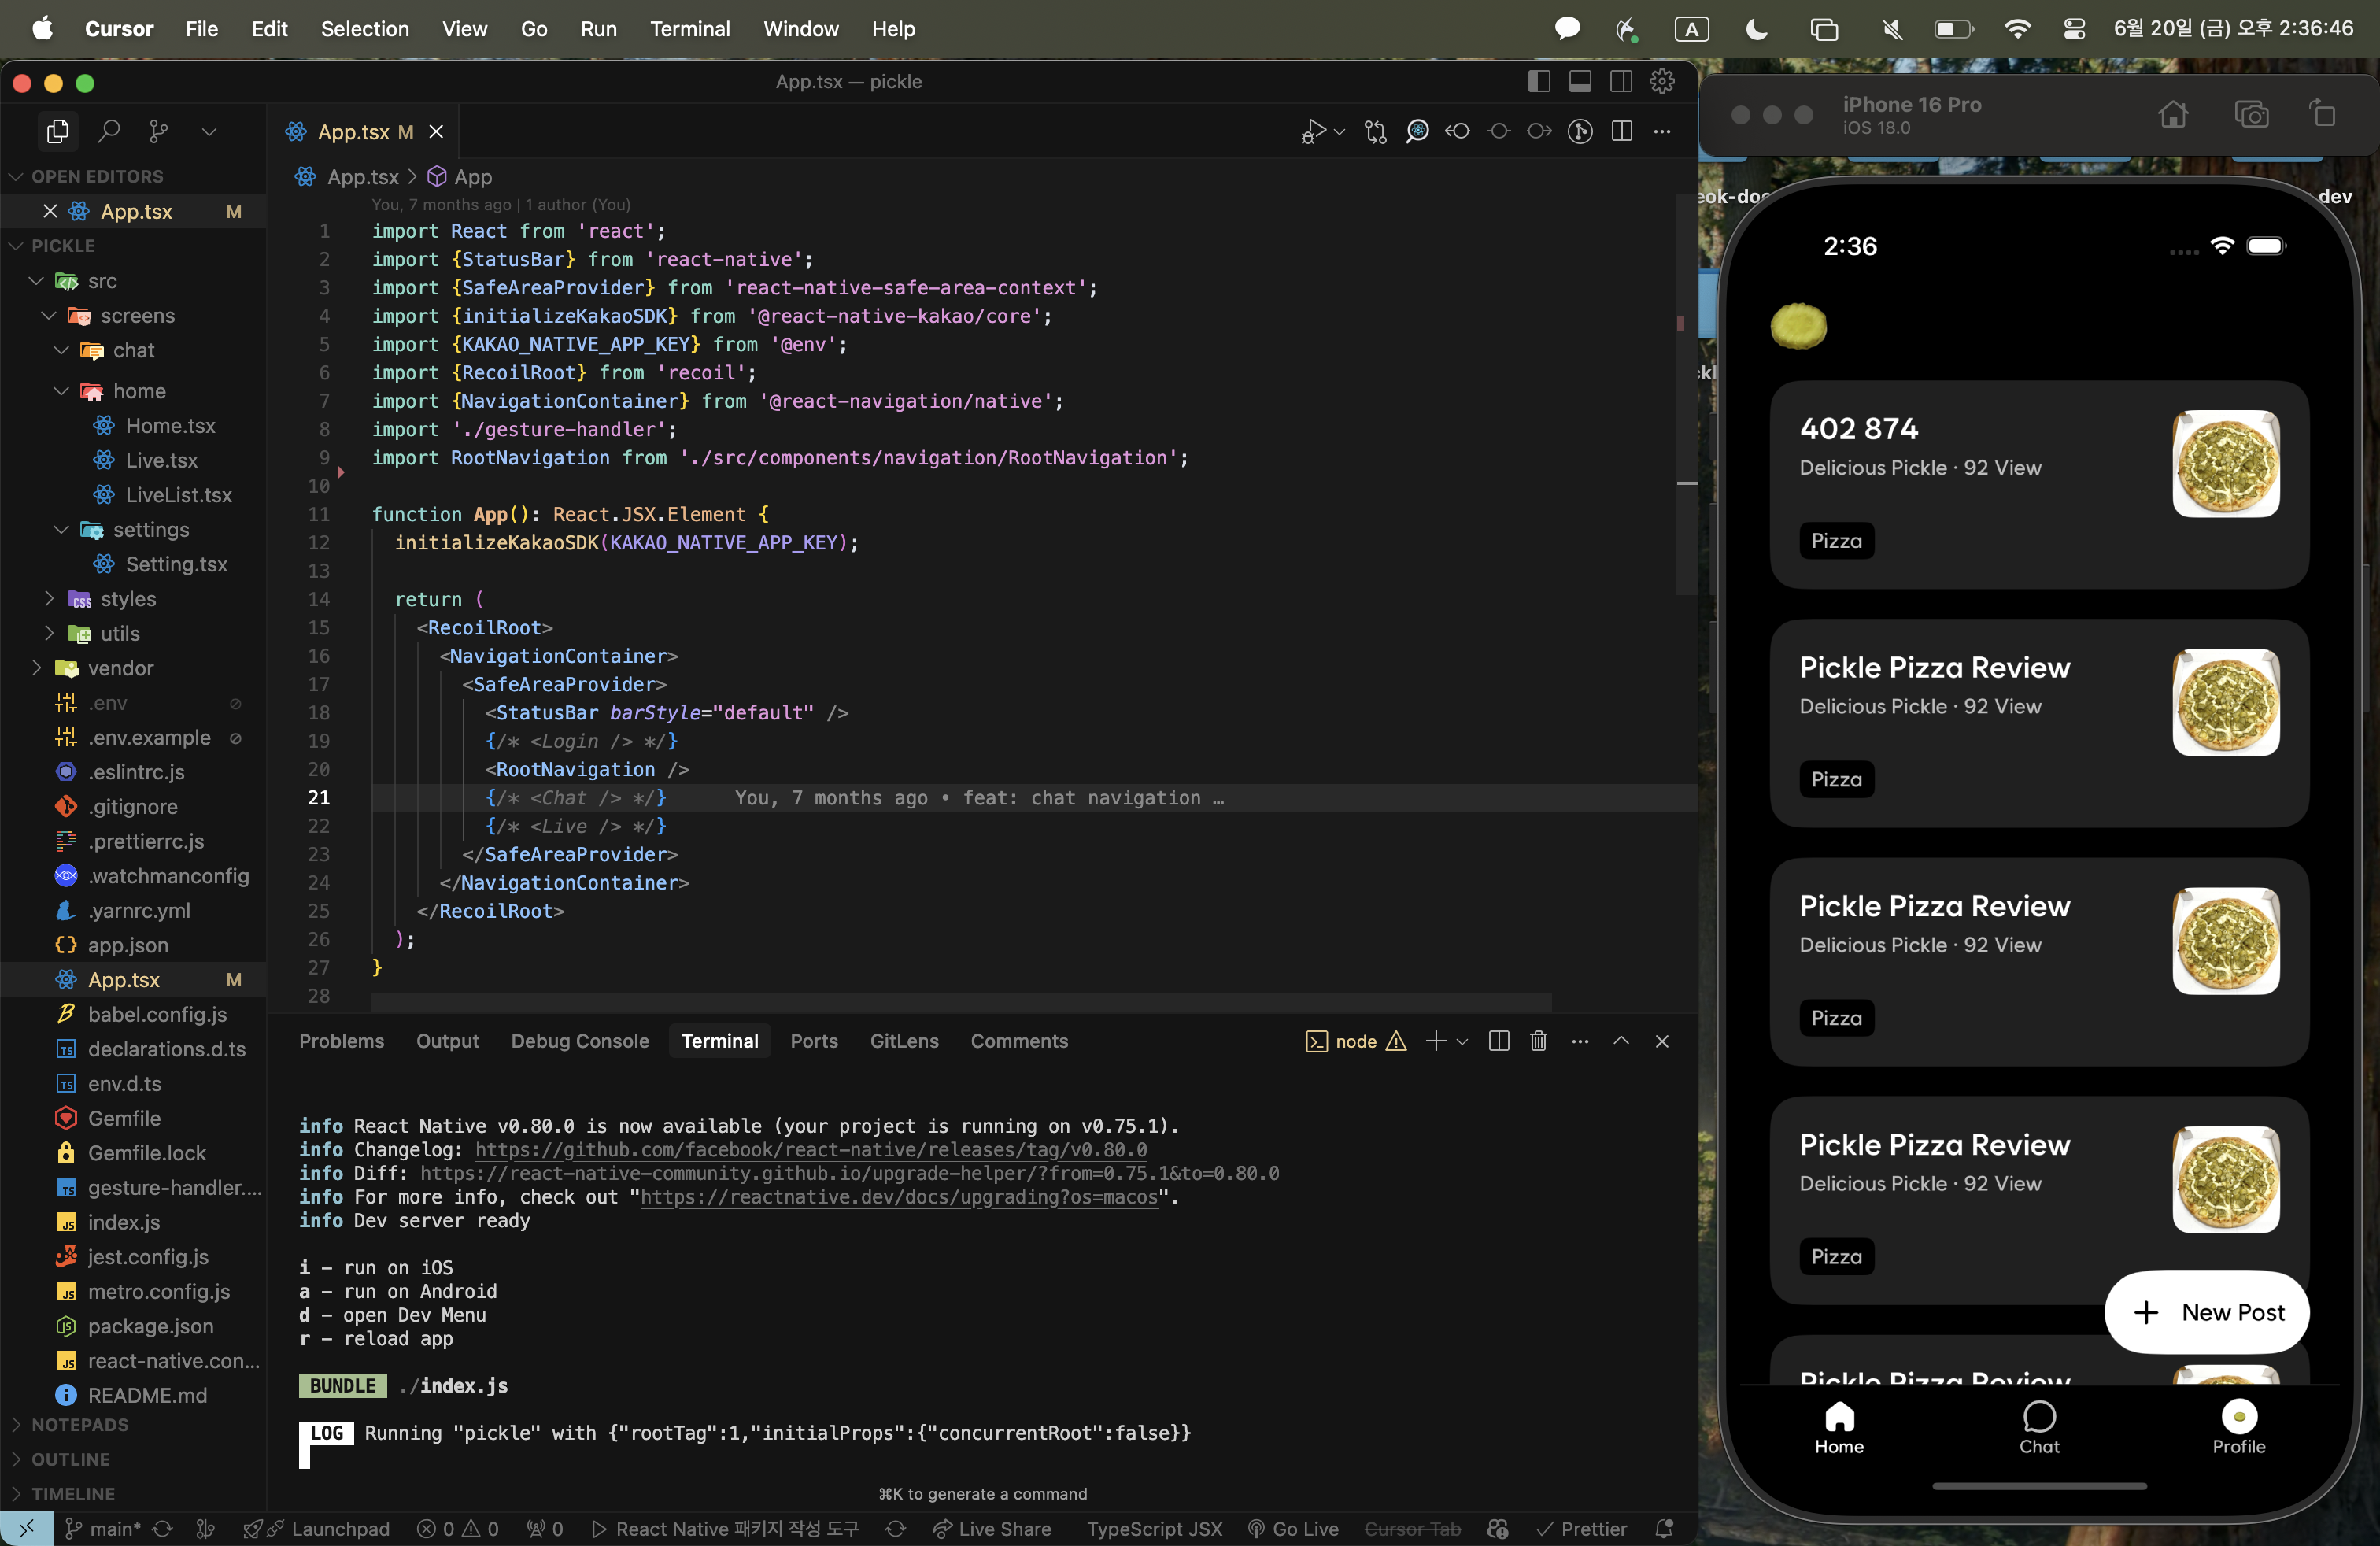 Cursor File Edit Selection View Go Run Terminal Window Help
A
6월 20일 (금) 오후 2:36:46
App.tsx — pickle
OPEN EDITORS
App.tsx M
PICKLE
src
screens
chat
home
Home.tsx
Live.tsx
LiveList.tsx
settings
Setting.tsx
styles
utils
vendor
.env
.env.example
.eslintrc.js
.gitignore
.prettierrc.js
.watchmanconfig
.yarnrc.yml
app.json
App.tsx M
babel.config.js
declarations.d.ts
env.d.ts
Gemfile
Gemfile.lock
gesture-handler....
index.js
jest.config.js
metro.config.js
package.json
react-native.con...
README.md
NOTEPADS
OUTLINE
TIMELINE
App.tsx M
App.tsx > App
You, 7 months ago | 1 author (You)
1 import React from 'react';
2 import {StatusBar} from 'react-native';
3 import {SafeAreaProvider} from 'react-native-safe-area-context';
4 import {initializeKakaoSDK} from '@react-native-kakao/core';
5 import {KAKAO_NATIVE_APP_KEY} from '@env';
6 import {RecoilRoot} from 'recoil';
7 import {NavigationContainer} from '@react-navigation/native';
8 import './gesture-handler';
9 import RootNavigation from './src/components/navigation/RootNavigation';
10
11 function App(): React.JSX.Element {
12 initializeKakaoSDK(KAKAO_NATIVE_APP_KEY);
13
14 return (
15 <RecoilRoot>
16 <NavigationContainer>
17 <SafeAreaProvider>
18 <StatusBar barStyle="default" />
19 {/* <Login /> */}
20 <RootNavigation />
21 {/* <Chat /> */} You, 7 months ago • feat: chat navigation …
22 {/* <Live /> */}
23 </SafeAreaProvider>
24 </NavigationContainer>
25 </RecoilRoot>
26 );
27 }
28
Problems Output Debug Console Terminal Ports GitLens Comments
node
info React Native v0.80.0 is now available (your project is running on v0.75.1).
info Changelog: https://github.com/facebook/react-native/releases/tag/v0.80.0
info Diff: https://react-native-community.github.io/upgrade-helper/?from=0.75.1&to=0.80.0
info For more info, check out "https://reactnative.dev/docs/upgrading?os=macos".
info Dev server ready
i - run on iOS
a - run on Android
d - open Dev Menu
r - reload app
BUNDLE ./index.js
LOG Running "pickle" with {"rootTag":1,"initialProps":{"concurrentRoot":false}}
⌘K to generate a command
main* Launchpad 0 0 0 React Native 패키지 작성 도구 Live Share TypeScript JSX Go Live Cursor Tab Prettier
iPhone 16 Pro
iOS 18.0
dev
2:36
402 874
Delicious Pickle · 92 View
Pizza
Pickle Pizza Review
Delicious Pickle · 92 View
Pizza
Pickle Pizza Review
Delicious Pickle · 92 View
Pizza
Pickle Pizza Review
Delicious Pickle · 92 View
Pizza
+ New Post
Pickle Pizza Review
Home Chat Profile